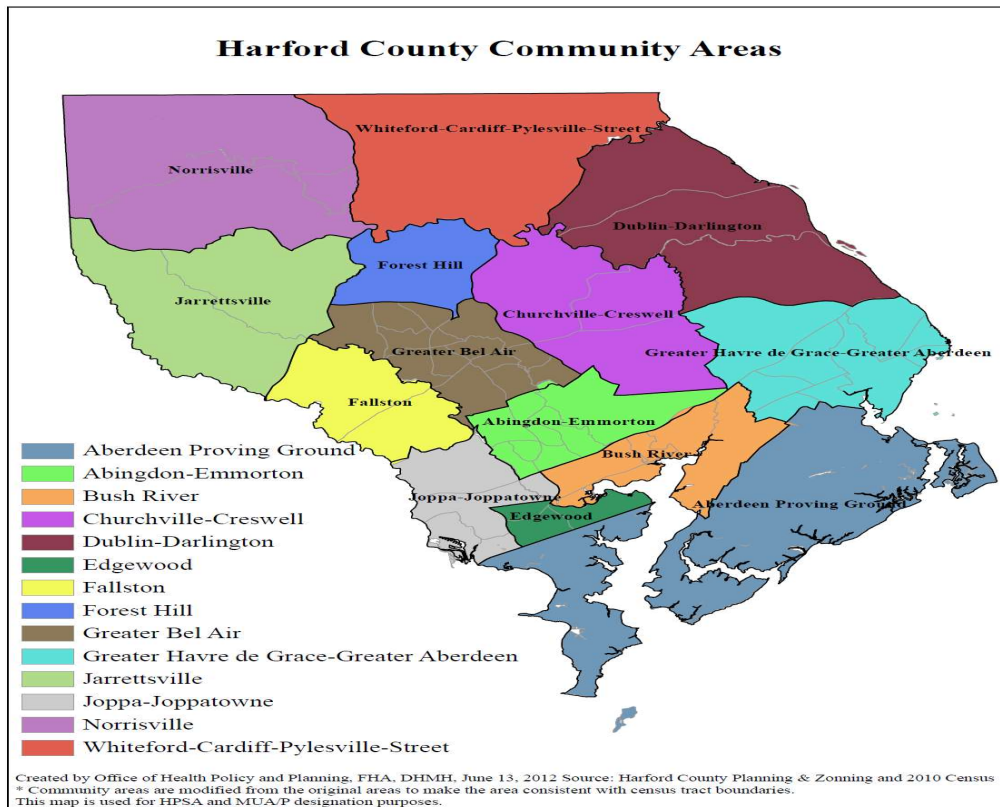 Harford County Community Areas
Whiteford-Cardiff-Pylesville-Street
Norrisville
Dublin-Darlington
Forest Hill
Jarrettsville
Churchville-Creswell
Greater Bel Air
Greater Havre de Grace-Greater Aberdeen
Fallston
Abingdon-Emmorton
Bush River
Joppa-Joppatowne
Aberdeen Proving Ground
Edgewood
Aberdeen Proving Ground
Abingdon-Emmorton
Bush River
Churchville-Creswell
Dublin-Darlington
Edgewood
Fallston
Forest Hill
Greater Bel Air
Greater Havre de Grace-Greater Aberdeen
Jarrettsville
Joppa-Joppatowne
Norrisville
Whiteford-Cardiff-Pylesville-Street
Created by Office of Health Policy and Planning, FHA, DHMH, June 13, 2012 Source: Harford County Planning & Zonning and 2010 Census
* Community areas are modified from the original areas to make the area consistent with census tract boundaries.
This map is used for HPSA and MUA/P designation purposes.